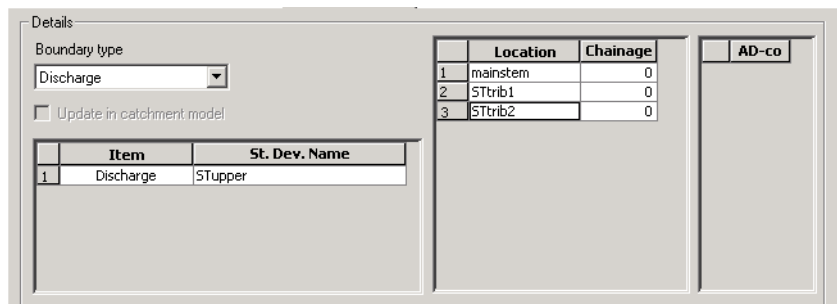 Details
Boundary type
Discharge
Update in catchment model
Item St. Dev. Name
1 Discharge STupper
Location Chainage
1 mainstem 0
2 STtrib1 0
3 STtrib2 0
AD-co